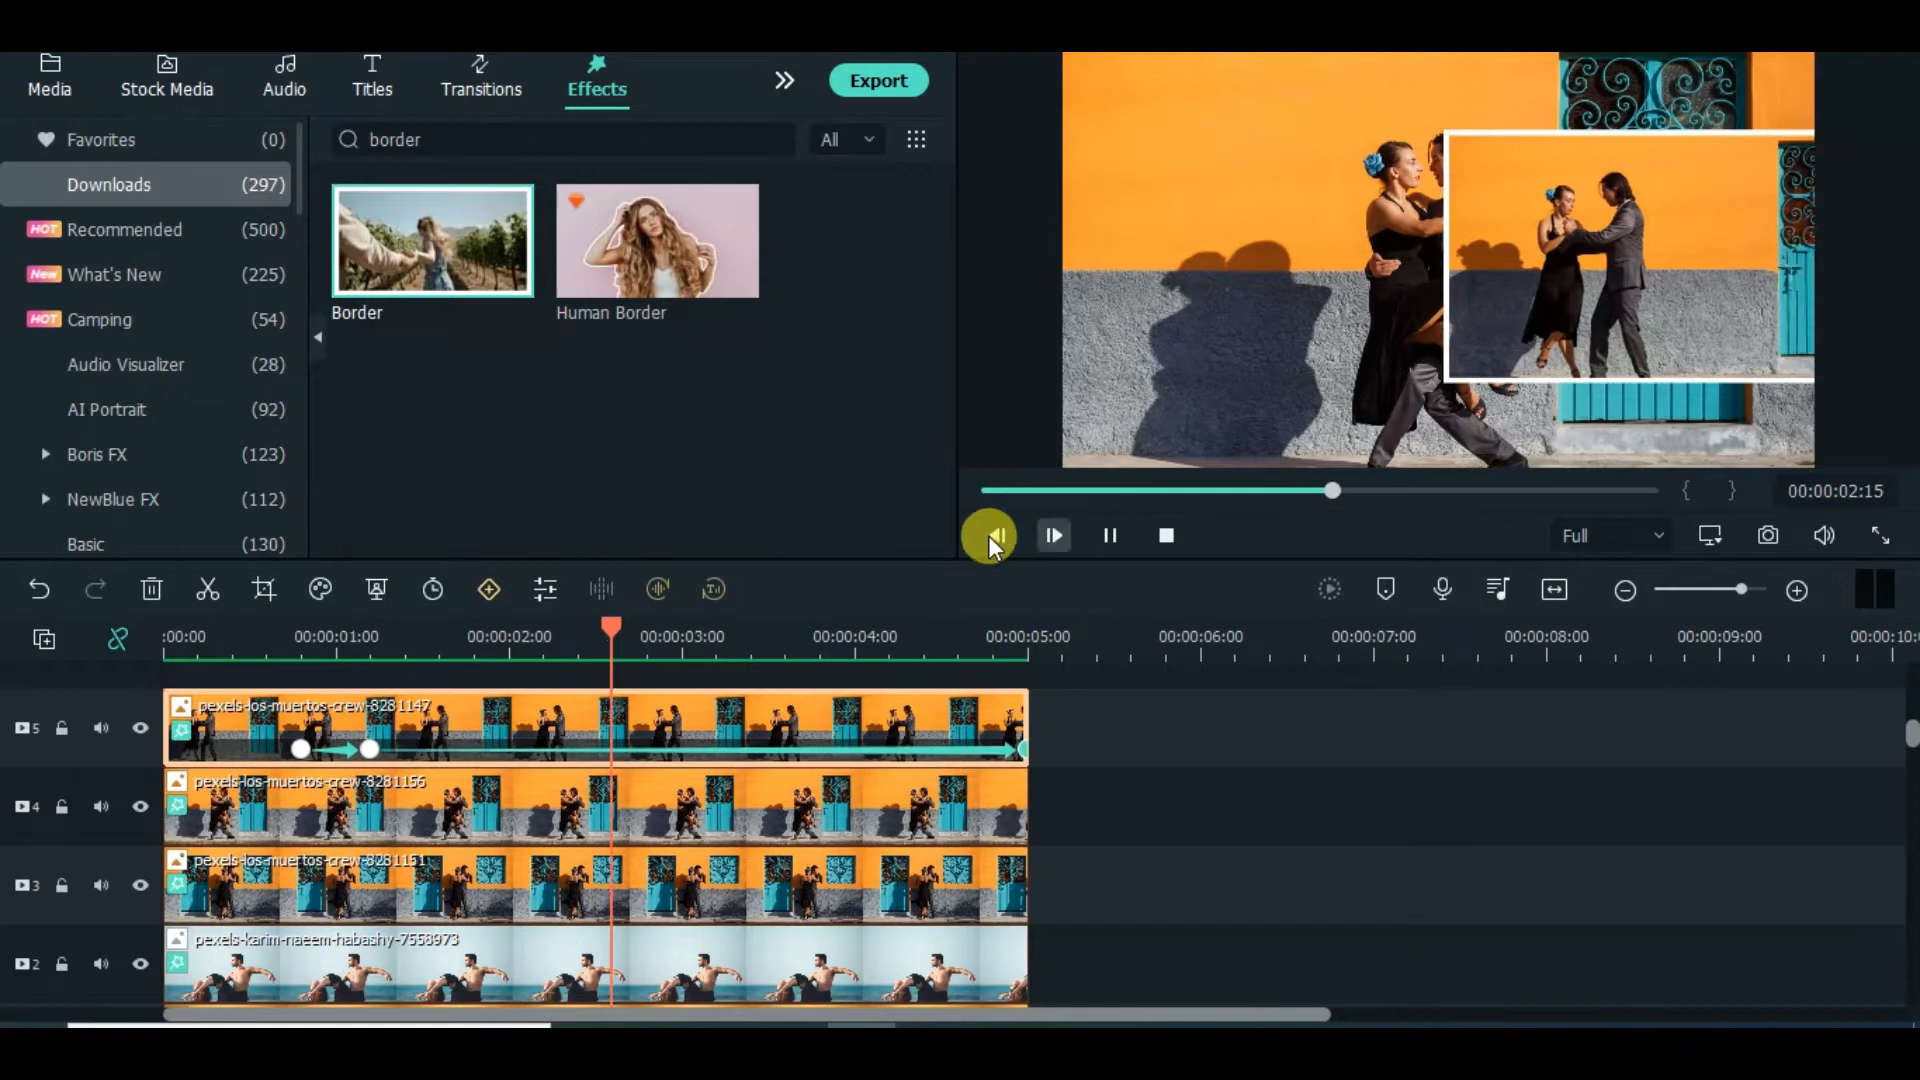 Media
Stock Media
Audio
Titles
Transitions
Effects
Export
Favorites (0)
Downloads (297)
HOT Recommended (500)
New What's New (225)
HOT Camping (54)
Audio Visualizer (28)
AI Portrait (92)
Boris FX (123)
NewBlue FX (112)
Basic (130)
border
All
Border
Human Border
{ } 00:00:02:15
Full
:00:00 00:00:01:00 00:00:02:00 00:00:03:00 00:00:04:00 00:00:05:00 00:00:06:00 00:00:07:00 00:00:08:00 00:00:09:00 00:00:10:0
5
pexels-los-muertos-crew-8281147
4
pexels-los-muertos-crew-8281156
3
pexels-los-muertos-crew-8281151
2
pexels-karim-naeem-habashy-7553973